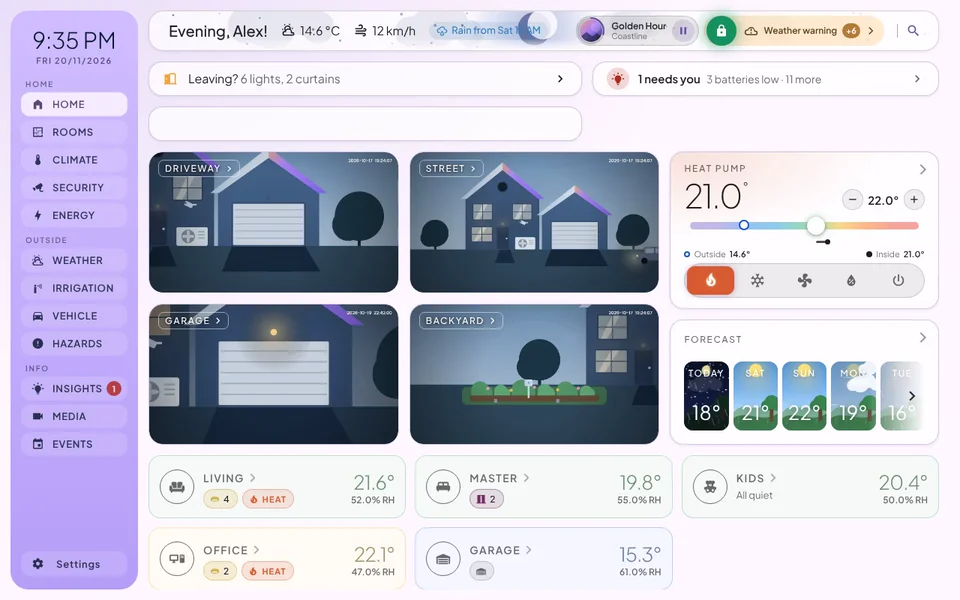 9:35 PM
FRI 20/11/2026
HOME
HOME
ROOMS
CLIMATE
SECURITY
ENERGY
OUTSIDE
WEATHER
IRRIGATION
VEHICLE
HAZARDS
INFO
INSIGHTS 1
MEDIA
EVENTS
Settings
Evening, Alex! 14:6°C 12 km/h Rain from Sat
Golden Hour
Coastline
Weather warning +6
Leaving? 6 lights, 2 curtains
1 needs you 3 batteries low · 11 more
DRIVEWAY
STREET
GARAGE
BACKYARD
HEAT PUMP
21.0°
− 22.0° +
Outside 14.6° Inside 21.0°
FORECAST
TODAY SAT SUN MON TUE
18° 21° 22° 19° 16°
LIVING 21.6°
4 HEAT 52.0% RH
MASTER 19.8°
2 55.0% RH
KIDS 20.4°
All quiet 50.0% RH
OFFICE 22.1°
2 HEAT 47.0% RH
GARAGE 15.3°
61.0% RH